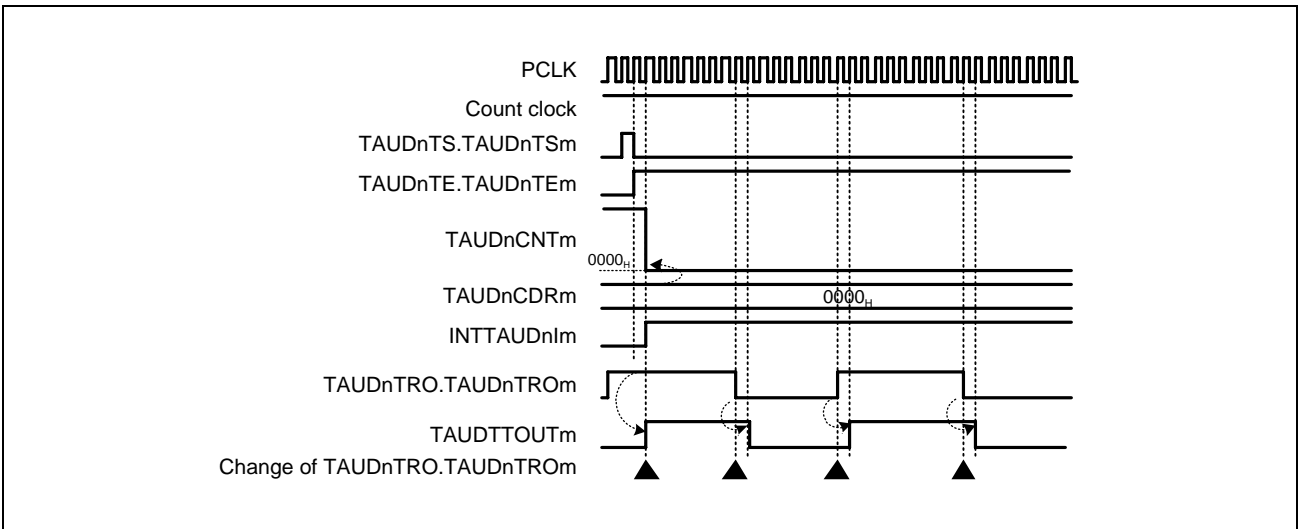 PCLK
Count clock
TAUDnTS.TAUDnTSm
TAUDnTE.TAUDnTEm
TAUDnCNTm
0000H
TAUDnCDRm
0000H
INTTAUDnIm
TAUDnTRO.TAUDnTROm
TAUDTTOUTm
Change of TAUDnTRO.TAUDnTROm